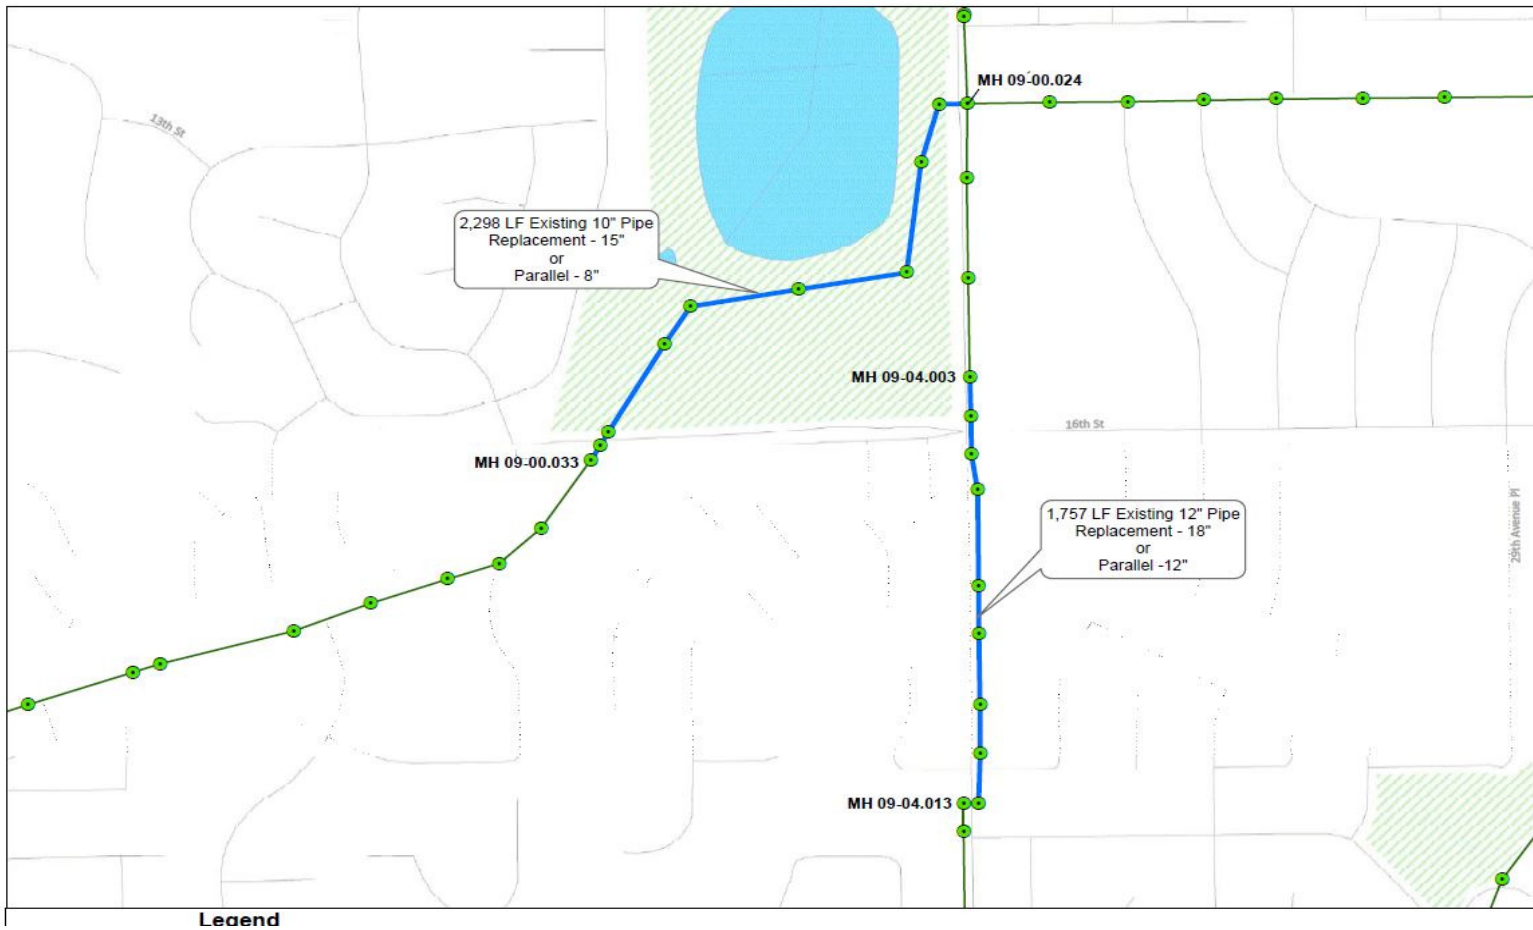 MH 09-00.024
13th St
2,298 LF Existing 10" Pipe
Replacement - 15"
or
Parallel - 8"
MH 09-04.003
16th St
MH 09-00.033
1,757 LF Existing 12" Pipe
Replacement - 18"
or
Parallel -12"
29th Avenue Pl
MH 09-04.013
Legend